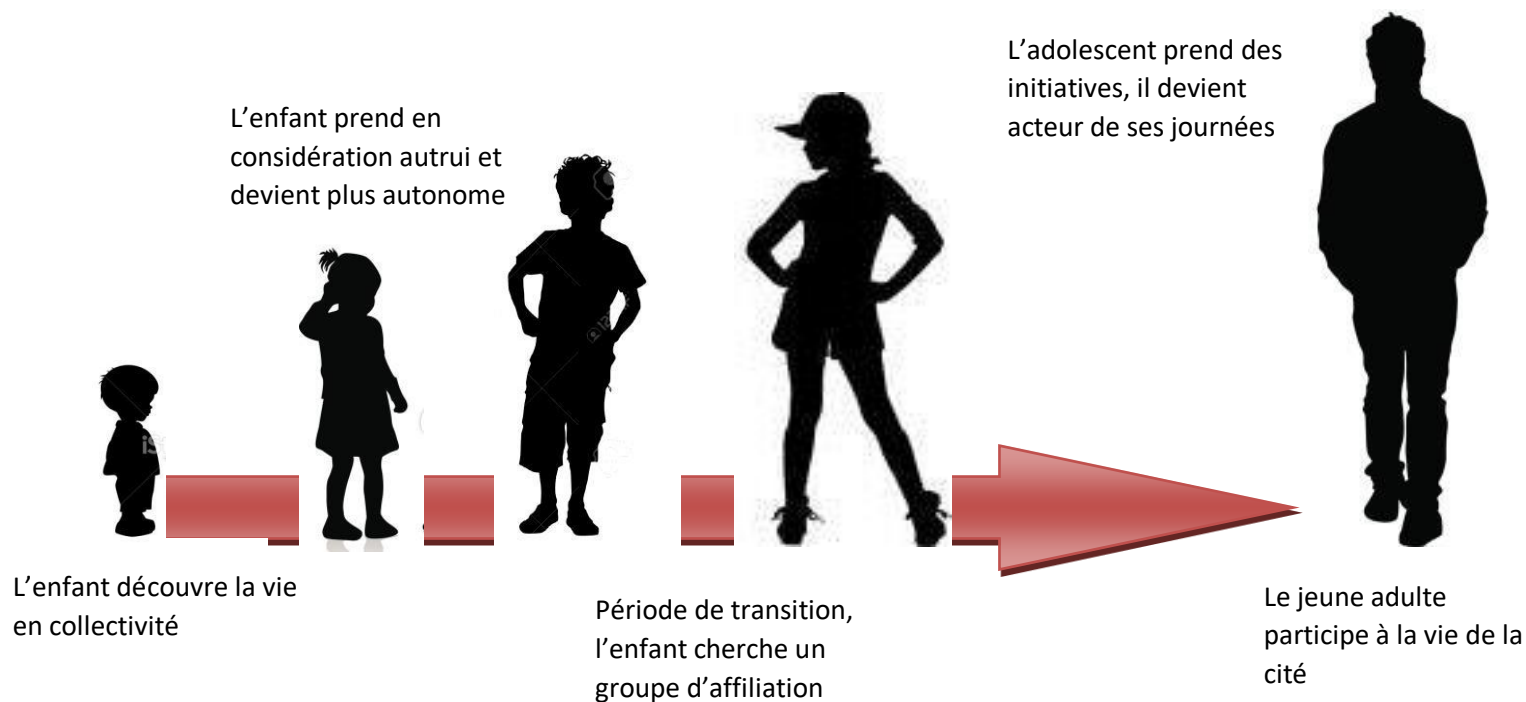 L’adolescent prend des
initiatives, il devient
acteur de ses journées
L’enfant prend en
considération autrui et
devient plus autonome
L’enfant découvre la vie
en collectivité
Période de transition,
l’enfant cherche un
groupe d’affiliation
Le jeune adulte
participe à la vie de la
cité